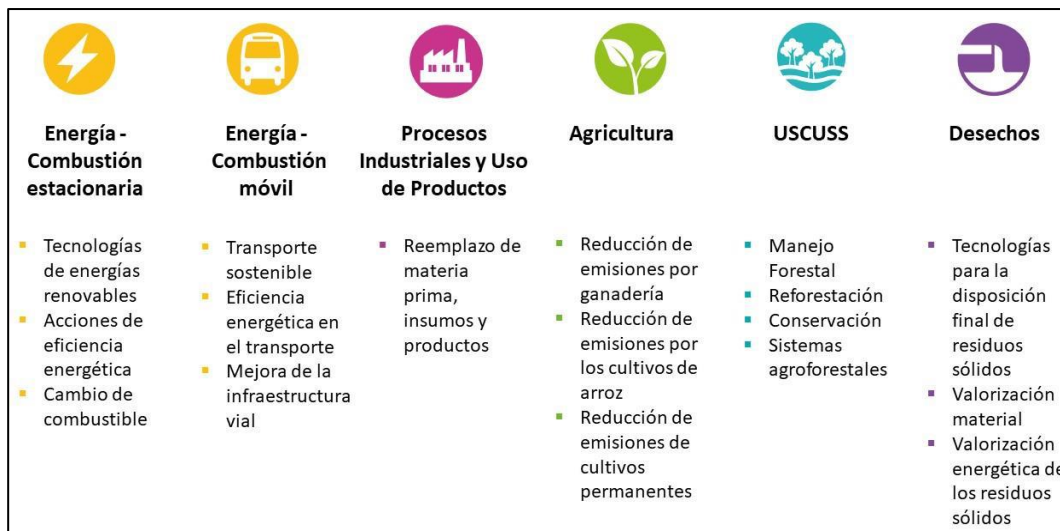 Energía -
Combustión
estacionaria
Tecnologías
de energías
renovables
Acciones de
eficiencia
energética
Cambio de
combustible
Energía -
Combustión
móvil
Transporte
sostenible
Eficiencia
energética en
el transporte
Mejora de la
infraestructura
vial
Procesos
Industriales y Uso
de Productos
Reemplazo de
materia
prima,
insumos y
productos
Agricultura
Reducción de
emisiones por
ganadería
Reducción de
emisiones por
los cultivos de
arroz
Reducción de
emisiones de
cultivos
permanentes
USCUSS
Manejo
Forestal
Reforestación
Conservación
Sistemas
agroforestales
Desechos
Tecnologías
para la
disposición
final de
residuos
sólidos
Valorización
material
Valorización
energética de
los residuos
sólidos